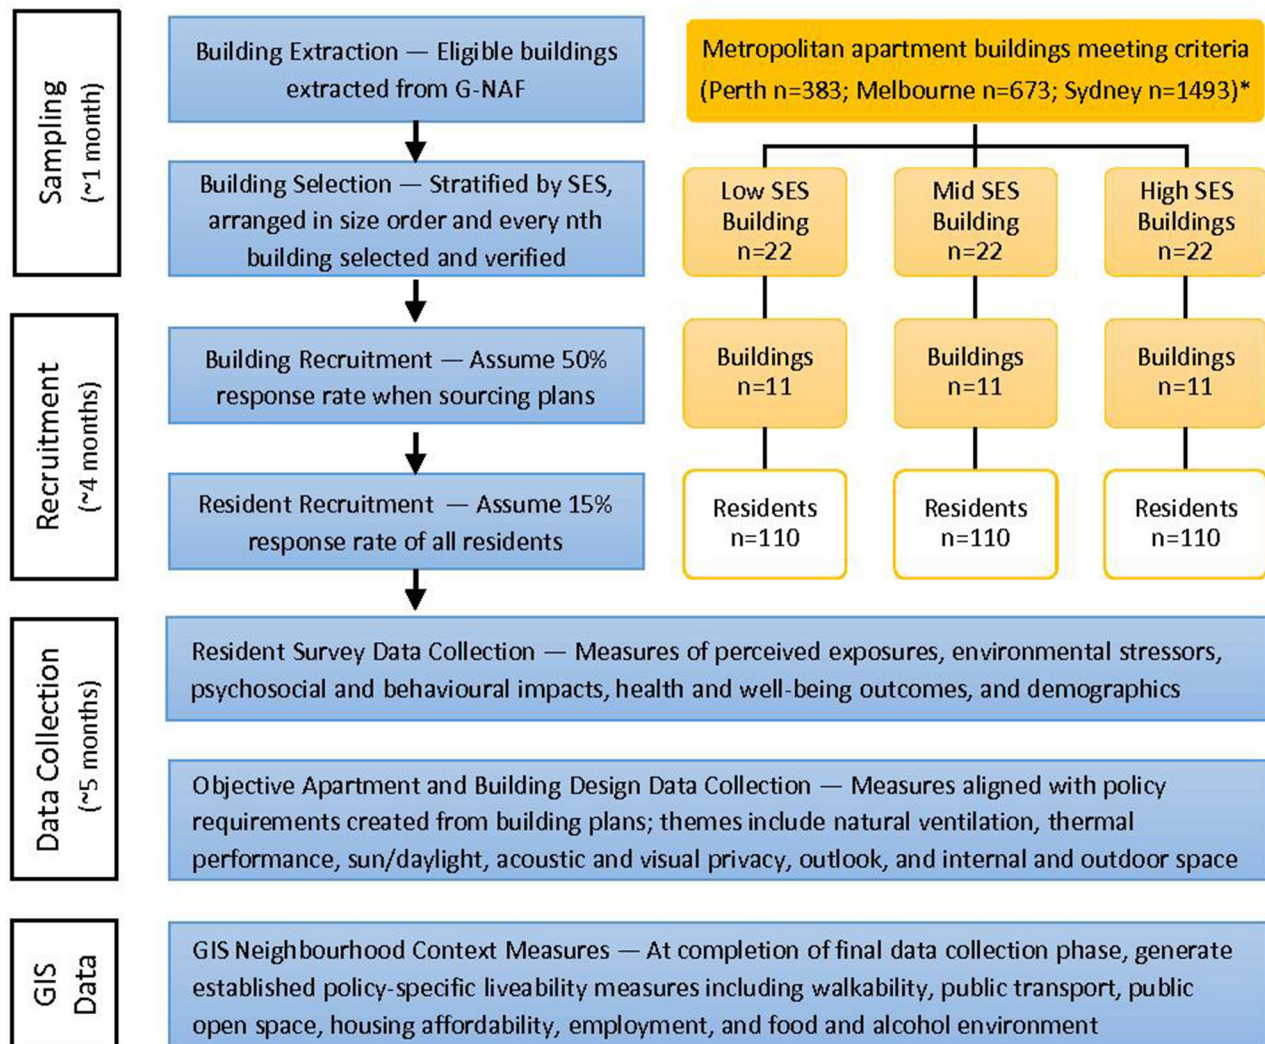 Sampling
(~1 month)
Building Extraction — Eligible buildings
extracted from G-NAF
Building Selection — Stratified by SES,
arranged in size order and every nth
building selected and verified
Metropolitan apartment buildings meeting criteria
(Perth n=383; Melbourne n=673; Sydney n=1493)*
Low SES
Building
n=22
Mid SES
Building
n=22
High SES
Buildings
n=22
Recruitment
(~4 months)
Building Recruitment — Assume 50%
response rate when sourcing plans
Buildings
n=11
Buildings
n=11
Buildings
n=11
Resident Recruitment — Assume 15%
response rate of all residents
Residents
n=110
Residents
n=110
Residents
n=110
Data Collection
(~5 months)
Resident Survey Data Collection — Measures of perceived exposures, environmental stressors,
psychosocial and behavioural impacts, health and well-being outcomes, and demographics
Objective Apartment and Building Design Data Collection — Measures aligned with policy
requirements created from building plans; themes include natural ventilation, thermal
performance, sun/daylight, acoustic and visual privacy, outlook, and internal and outdoor space
GIS
Data
GIS Neighbourhood Context Measures — At completion of final data collection phase, generate
established policy-specific liveability measures including walkability, public transport, public
open space, housing affordability, employment, and food and alcohol environment